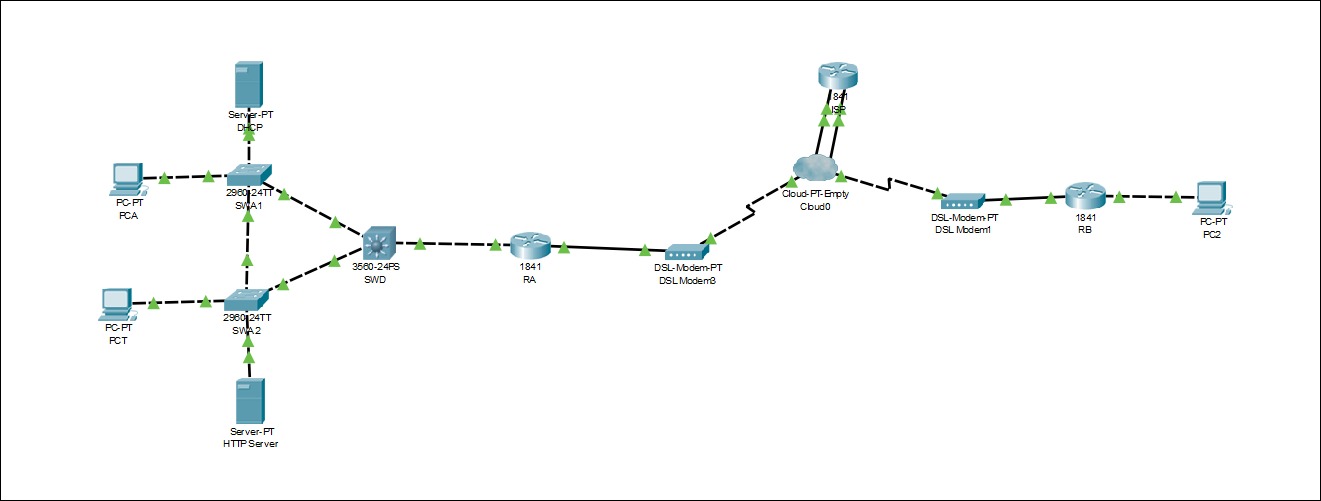 Server-PT
DHCP
PC-PT
PCA
2960-24TT
SWA1
3560-24PS
SWD
PC-PT
PCT
2960-24TT
SWA2
Server-PT
HTTP Server
1841
RA
DSL-Modem-PT
DSL Modem3
1841
ISP
Cloud-PT-Empty
Cloud0
DSL-Modem-PT
DSL Modem1
1841
RB
PC-PT
PC2